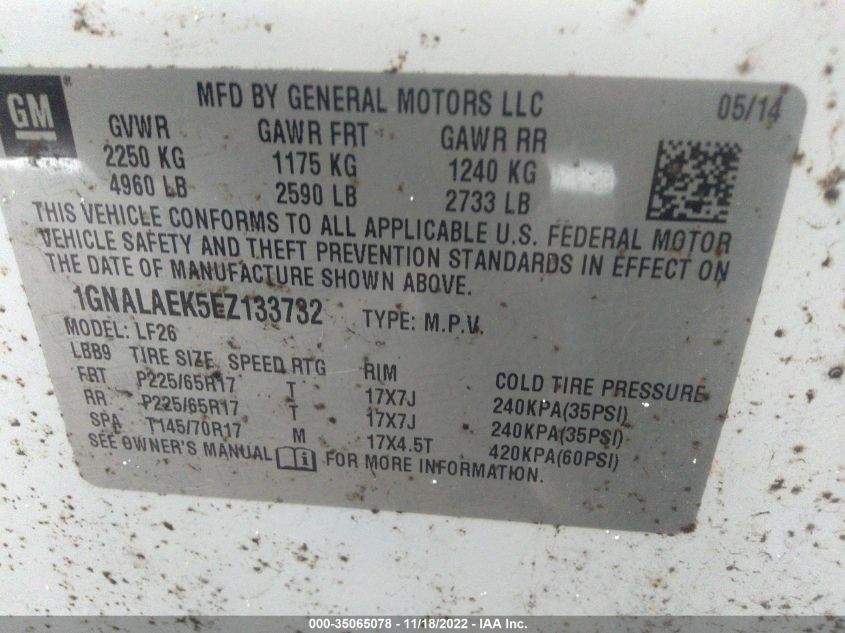 GM
MFD BY GENERAL MOTORS LLC 05/14
GVWR GAWR FRT GAWR RR
2250 KG 1175 KG 1240 KG
4960 LB 2590 LB 2733 LB
THIS VEHICLE CONFORMS TO ALL APPLICABLE U.S. FEDERAL MOTOR
VEHICLE SAFETY AND THEFT PREVENTION STANDARDS IN EFFECT ON
THE DATE OF MANUFACTURE SHOWN ABOVE.
1GNALAEK5EZ133732 TYPE: M.P.V.
MODEL: LF26
LBB9 TIRE SIZE SPEED RTG RIM COLD TIRE PRESSURE
FRT P225/65R17 T 17X7J 240KPA(35PSI)
RR P225/65R17 T 17X7J 240KPA(35PSI)
SPA T145/70R17 M 17X4.5T 420KPA(60PSI)
SEE OWNER'S MANUAL FOR MORE INFORMATION.
000-35065078 - 11/18/2022 - IAA Inc.